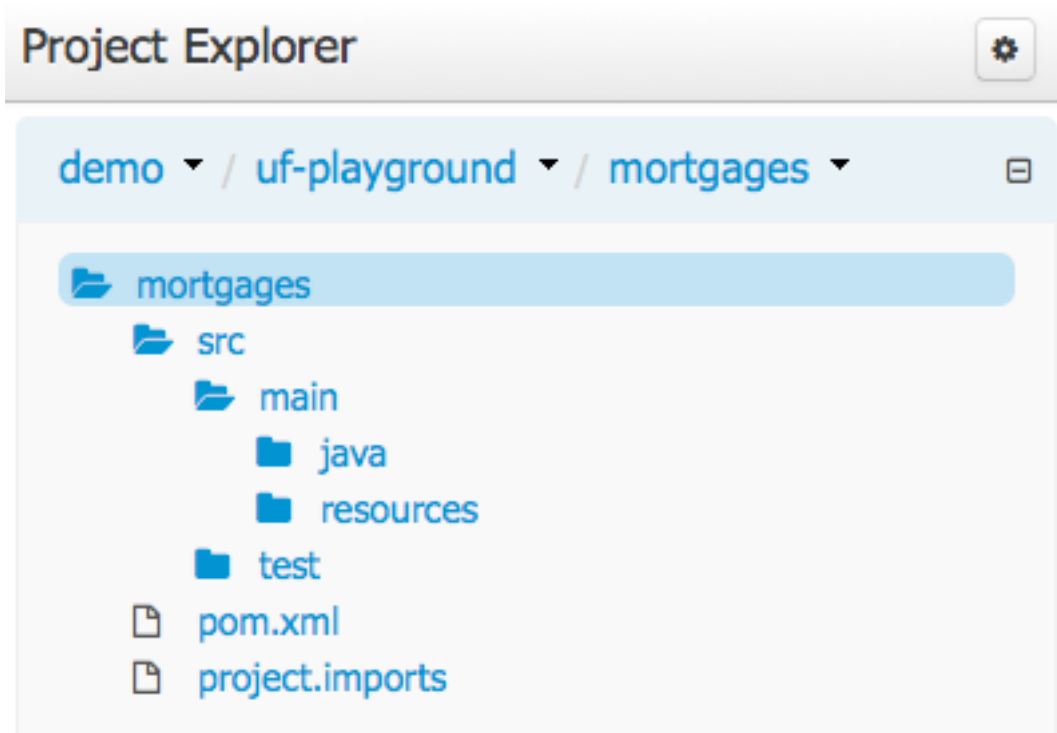 Project Explorer
demo / uf-playground / mortgages
mortgages
src
main
java
resources
test
pom.xml
project.imports